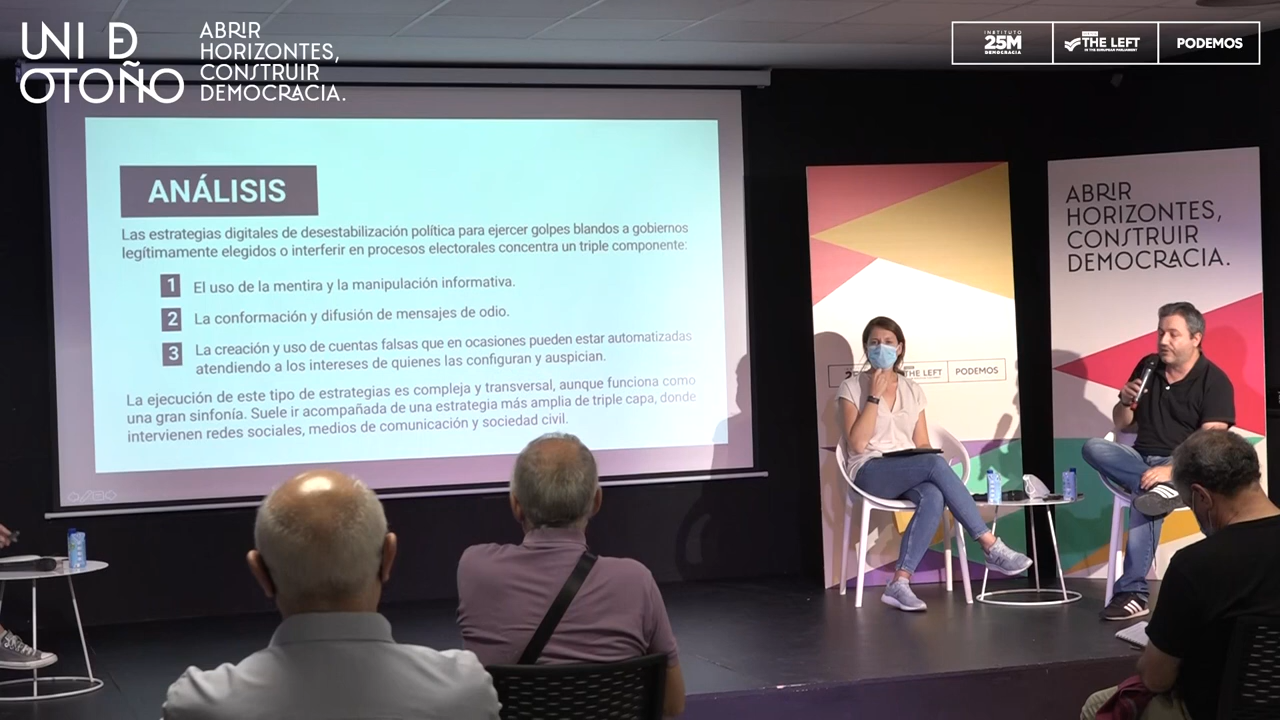 UNI D
OTOÑO
ABRIR
HORIZONTES,
CONSTRUIR
DEMOCRACIA.
INSTITUTO
25M
DEMOCRACIA
THE LEFT
IN THE EUROPEAN PARLIAMENT
PODEMOS
ANÁLISIS
Las estrategias digitales de desestabilización política para ejercer golpes blandos a gobiernos
legítimamente elegidos o interferir en procesos electorales concentra un triple componente:
1 El uso de la mentira y la manipulación informativa.
2 La conformación y difusión de mensajes de odio.
3 La creación y uso de cuentas falsas que en ocasiones pueden estar automatizadas
atendiendo a los intereses de quienes las configuran y auspician.
La ejecución de este tipo de estrategias es compleja y transversal, aunque funciona como
una gran sinfonía. Suele ir acompañada de una estrategia más amplia de triple capa, donde
intervienen redes sociales, medios de comunicación y sociedad civil.
ABRIR
HORIZONTES,
CONSTRUIR
DEMOCRACIA.
THE LEFT
PODEMOS